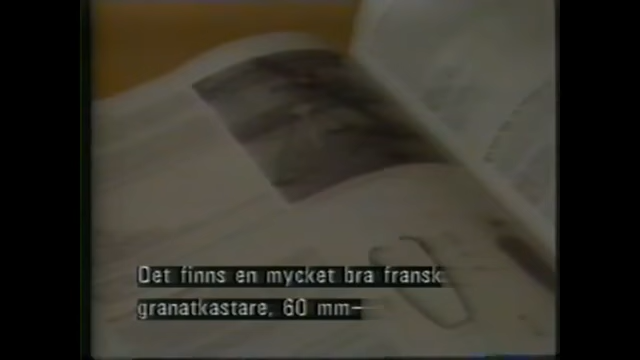 Det finns en mycket bra fransk
granatkastare, 60 mm–